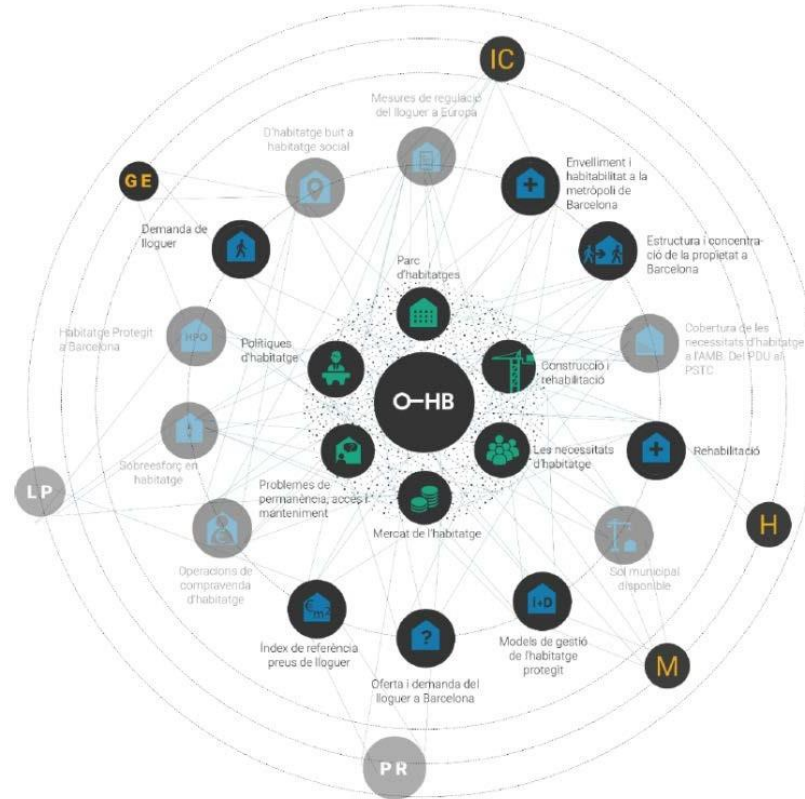 IC
Mesures de regulació
del lloguer a Europa
D'habitatge buit a
habitatge social
GE
Envelliment i
habitabilitat a la
metròpoli de
Barcelona
Demanda de
lloguer
Estructura i concentra-
ció de la propietat a
Barcelona
Parc
d'habitatges
Habitatge Protegit
a Barcelona
HPO
Polítiques
d'habitatge
Cobertura de les
necessitats d'habitatge
a l'AMB. Del PDU al
PSTC
Construcció i
rehabilitació
O-HB
Sobreesforç en
habitatge
Les necessitats
d'habitatge
Rehabilitació
LP
Problemes de
permanència, accés i
manteniment
Mercat de l'habitatge
H
Operacions de
compravenda
d'habitatge
Sòl municipal
disponible
€/m2
I+D
Índex de referència
preus de lloguer
?
Models de gestió
de l'habitatge
protegit
Oferta i demanda del
lloguer a Barcelona
M
PR